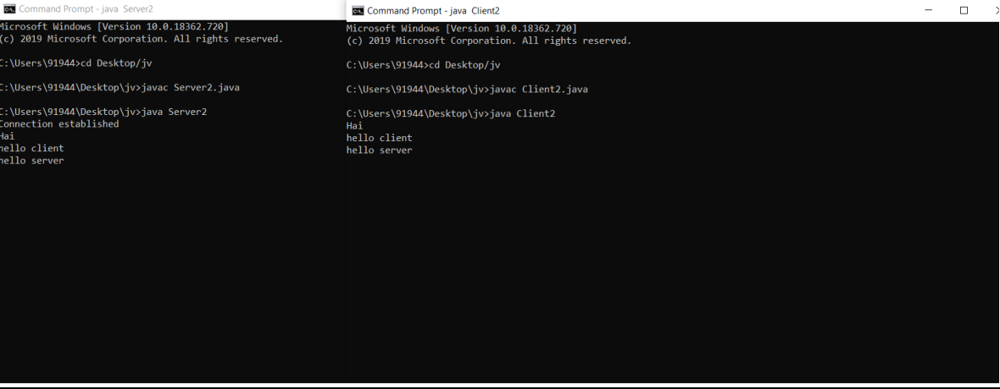 Command Prompt - java  Server2
Microsoft Windows [Version 10.0.18362.720]
(c) 2019 Microsoft Corporation. All rights reserved.
C:\Users\91944>cd Desktop/jv
C:\Users\91944\Desktop\jv>javac Server2.java
C:\Users\91944\Desktop\jv>java Server2
Connection established
Hai
hello client
hello server
Command Prompt - java  Client2
Microsoft Windows [Version 10.0.18362.720]
(c) 2019 Microsoft Corporation. All rights reserved.
C:\Users\91944>cd Desktop/jv
C:\Users\91944\Desktop\jv>javac Client2.java
C:\Users\91944\Desktop\jv>java Client2
Hai
hello client
hello server